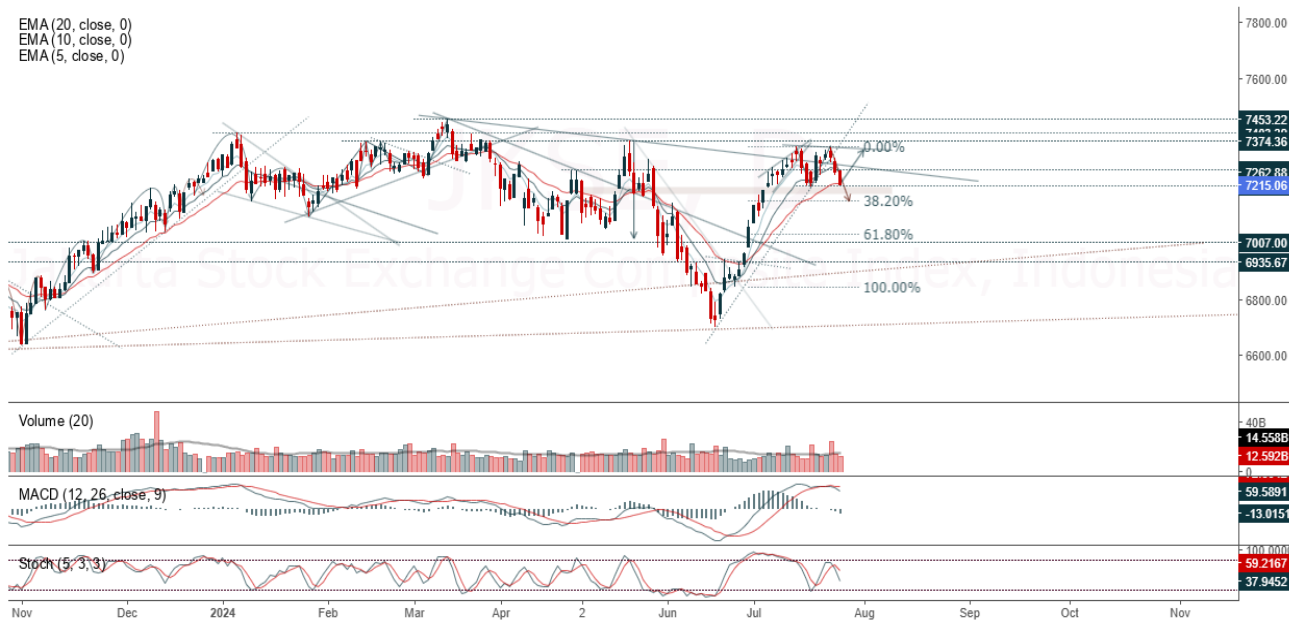 EMA (20, close, 0)
EMA (10, close, 0)
EMA (5, close, 0)
7800.00
7600.00
7453.22
7374.36
7262.88
7215.06
7007.00
6935.67
6800.00
6600.00
0.00%
38.20%
61.80%
100.00%
Stock Exchange Index, Indonesia
Volume (20)
40B
14.558B
12.592B
0
MACD (12, 26, close, 9)
59.5891
-13.0151
Stoch (5, 3, 3)
59.2167
37.9452
Nov Dec 2024 Feb Mar Apr 2 Jun Jul Aug Sep Oct Nov